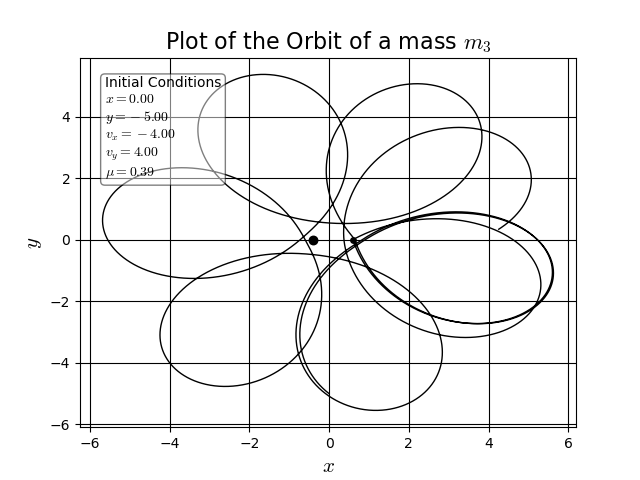 Plot of the Orbit of a mass m₃
Initial Conditions
x = 0.00
y = −5.00
vₓ = −4.00
v_y = 4.00
μ = 0.39
4
2
0
−2
−4
−6
y
−6 −4 −2 0 2 4 6
x